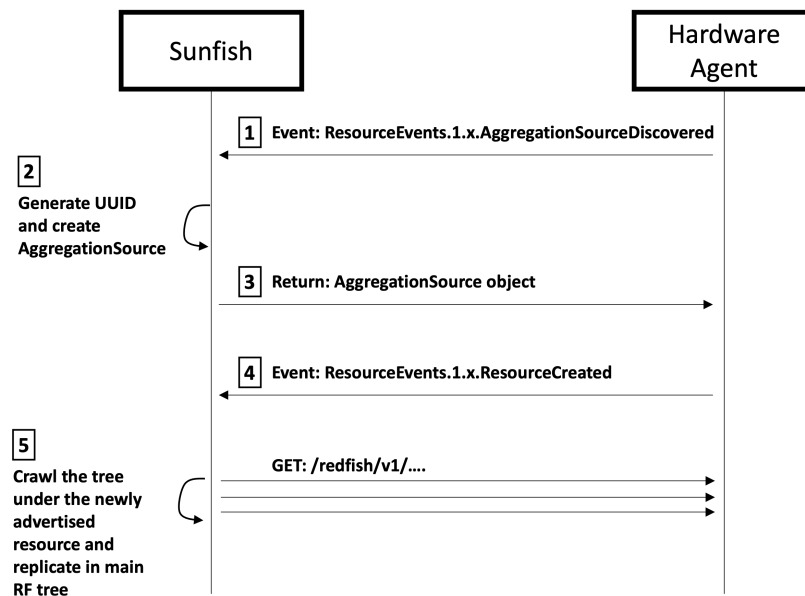 Sunfish
Hardware
Agent
1 Event: ResourceEvents.1.x.AggregationSourceDiscovered
2
Generate UUID
and create
AggregationSource
3 Return: AggregationSource object
4 Event: ResourceEvents.1.x.ResourceCreated
5
GET: /redfish/v1/....
Crawl the tree
under the newly
advertised
resource and
replicate in main
RF tree